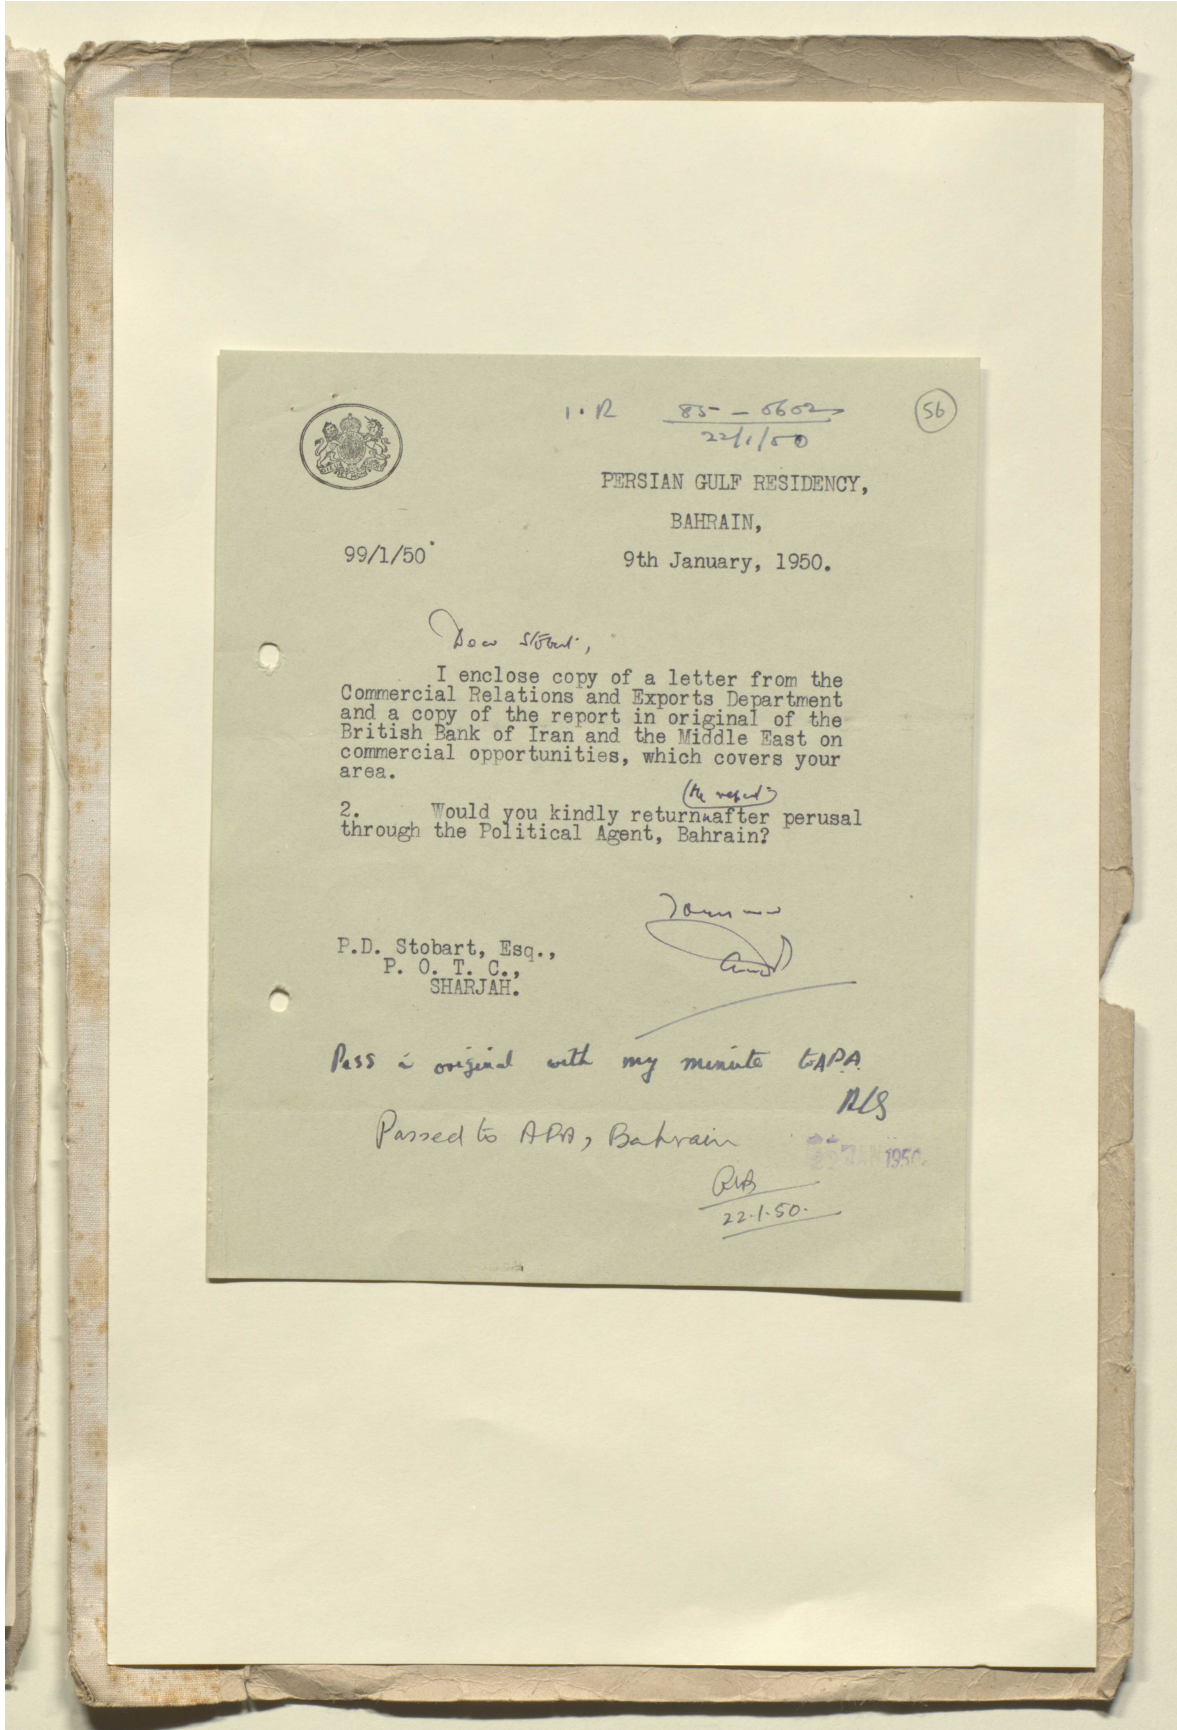 1.R 85 - 0602
22/1/50
56
PERSIAN GULF RESIDENCY,
BAHRAIN,
99/1/50
9th January, 1950.
Dear Stobart,
I enclose copy of a letter from the
Commercial Relations and Exports Department
and a copy of the report in original of the
British Bank of Iran and the Middle East on
commercial opportunities, which covers your
area.
(the report)
2. Would you kindly return after perusal
through the Political Agent, Bahrain?
P.D. Stobart, Esq.,
P. O. T. C.,
SHARJAH.
Pass in original with my minute to APA.
Passed to APA, Bahrain
JAN 1950
22.1.50.